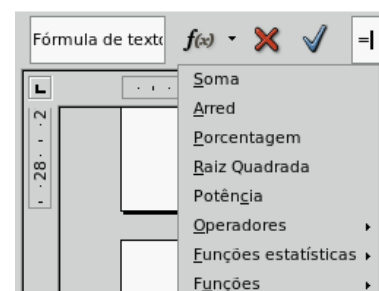 Fórmula de texto f(x) =
L
2
28
Soma
Arred
Porcentagem
Raiz Quadrada
Potência
Operadores
Funções estatísticas
Funções